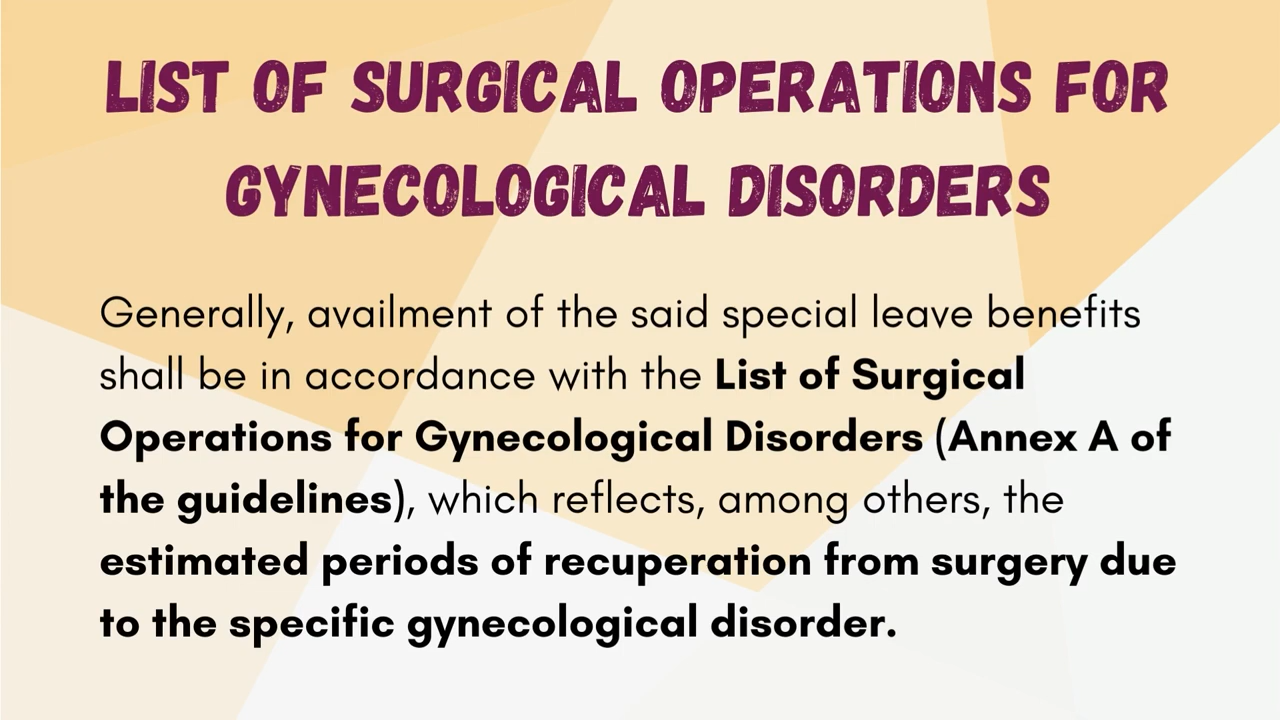 LIST OF SURGICAL OPERATIONS FOR
GYNECOLOGICAL DISORDERS
Generally, availment of the said special leave benefits
shall be in accordance with the List of Surgical
Operations for Gynecological Disorders (Annex A of
the guidelines), which reflects, among others, the
estimated periods of recuperation from surgery due
to the specific gynecological disorder.